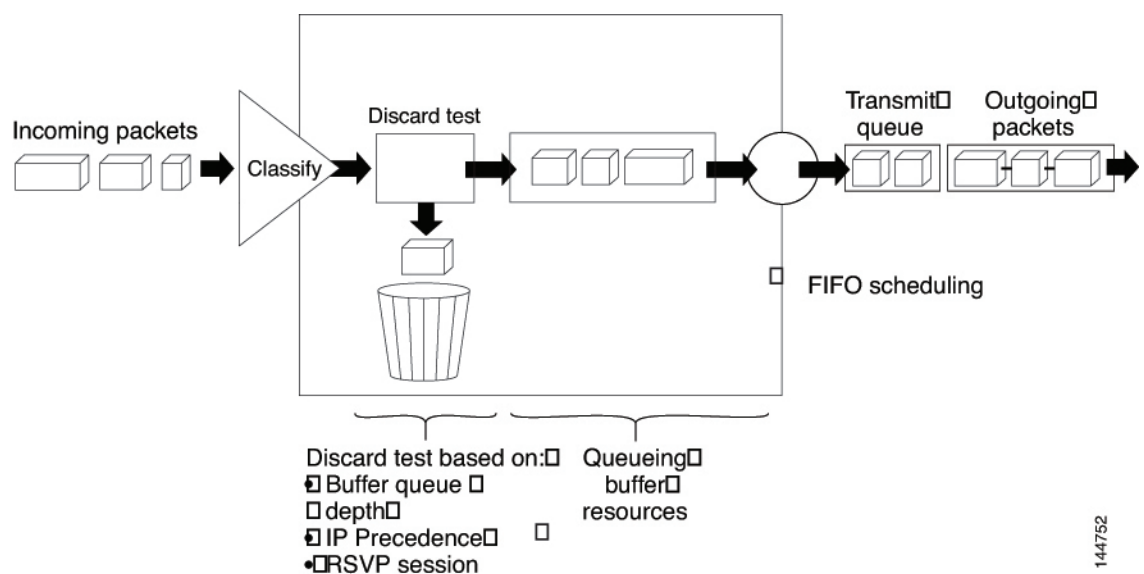 Incoming packets
Classify
Discard test
Transmit□
queue
Outgoing□
packets
□
FIFO scheduling
Discard test based on:□
•□ Buffer queue □
□ depth□
•□ IP Precedence□
□
•□RSVP session
Queueing□
buffer□
resources
144752